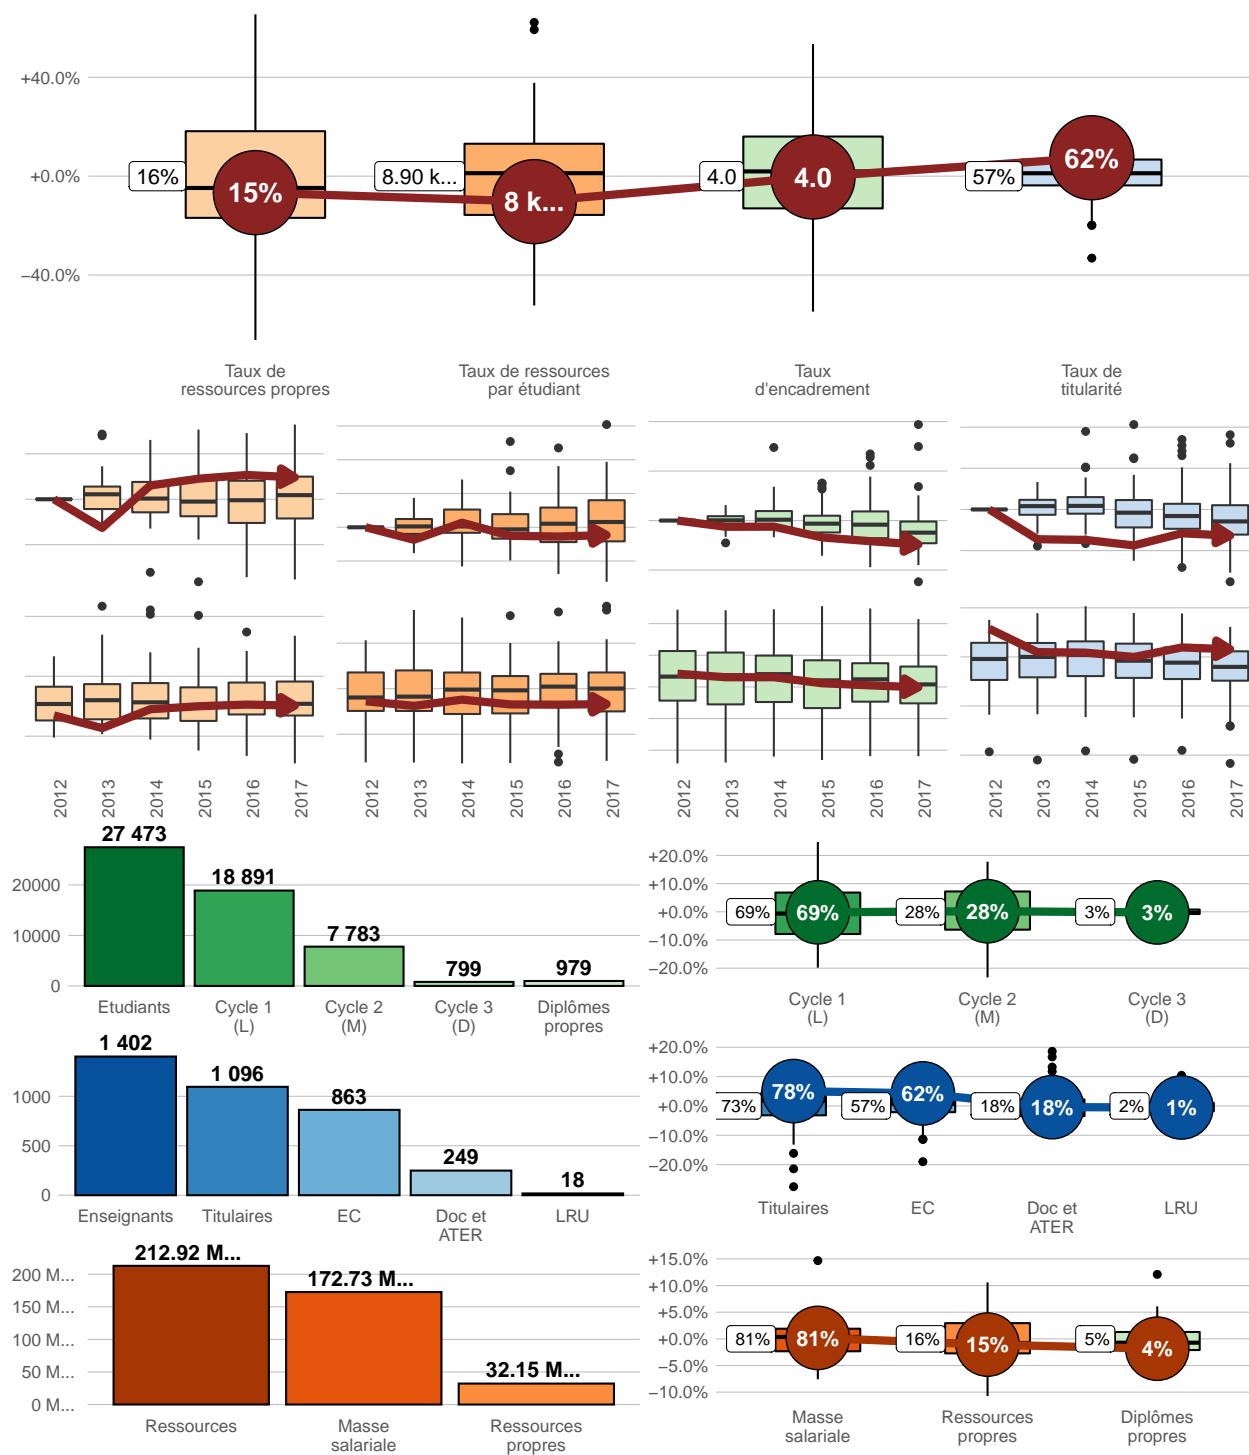 +40.0%
+0.0%
−40.0%
16%
15%
8.90 k...
8 k...
4.0
4.0
57%
62%
Taux de
ressources propres
Taux de ressources
par étudiant
Taux
d'encadrement
Taux de
titularité
2012 2013 2014 2015 2016 2017
2012 2013 2014 2015 2016 2017
2012 2013 2014 2015 2016 2017
2012 2013 2014 2015 2016 2017
27 473
18 891
7 783
799
979
20000
10000
0
Etudiants
Cycle 1
(L)
Cycle 2
(M)
Cycle 3
(D)
Diplômes
propres
+20.0%
+10.0%
+0.0%
−10.0%
−20.0%
69%
69%
28%
28%
3%
3%
Cycle 1
(L)
Cycle 2
(M)
Cycle 3
(D)
1 402
1 096
863
249
18
1000
500
0
Enseignants
Titulaires
EC
Doc et
ATER
LRU
+20.0%
+10.0%
+0.0%
−10.0%
−20.0%
73%
78%
57%
62%
18%
18%
2%
1%
Titulaires
EC
Doc et
ATER
LRU
212.92 M...
172.73 M...
32.15 M...
200 M...
150 M...
100 M...
50 M...
0 M...
Ressources
Masse
salariale
Ressources
propres
+15.0%
+10.0%
+5.0%
+0.0%
−5.0%
−10.0%
81%
81%
16%
15%
5%
4%
Masse
salariale
Ressources
propres
Diplômes
propres